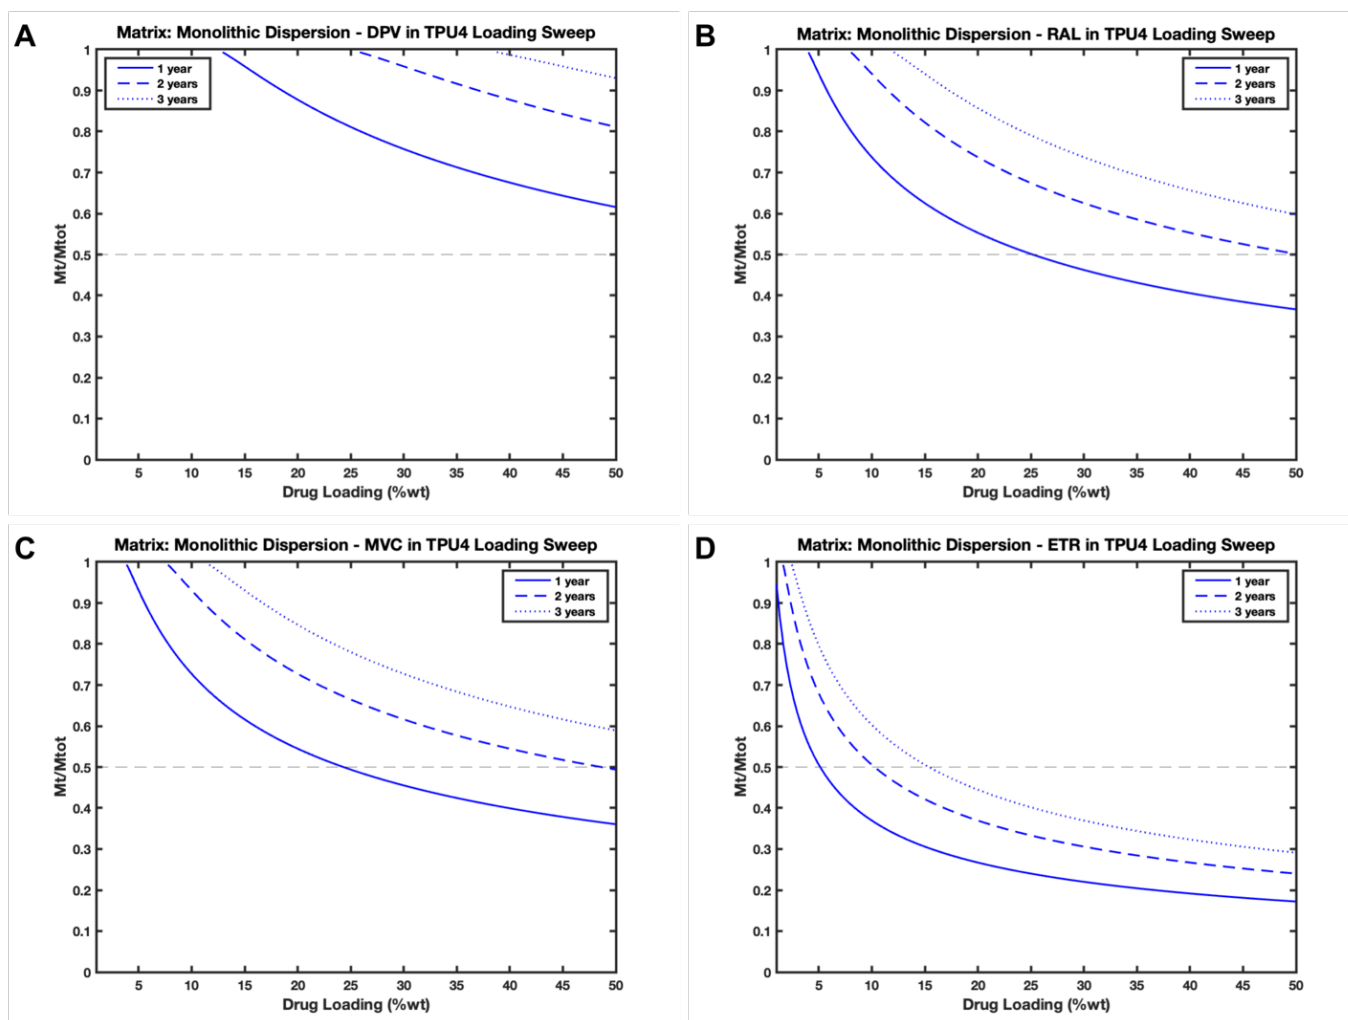 A
Matrix: Monolithic Dispersion - DPV in TPU4 Loading Sweep
1 year
2 years
3 years
Mt/Mtot
1
0.9
0.8
0.7
0.6
0.5
0.4
0.3
0.2
0.1
0
5 10 15 20 25 30 35 40 45 50
Drug Loading (%wt)
B
Matrix: Monolithic Dispersion - RAL in TPU4 Loading Sweep
1 year
2 years
3 years
Mt/Mtot
1
0.9
0.8
0.7
0.6
0.5
0.4
0.3
0.2
0.1
0
5 10 15 20 25 30 35 40 45 50
Drug Loading (%wt)
C
Matrix: Monolithic Dispersion - MVC in TPU4 Loading Sweep
1 year
2 years
3 years
Mt/Mtot
1
0.9
0.8
0.7
0.6
0.5
0.4
0.3
0.2
0.1
0
5 10 15 20 25 30 35 40 45 50
Drug Loading (%wt)
D
Matrix: Monolithic Dispersion - ETR in TPU4 Loading Sweep
1 year
2 years
3 years
Mt/Mtot
1
0.9
0.8
0.7
0.6
0.5
0.4
0.3
0.2
0.1
0
5 10 15 20 25 30 35 40 45 50
Drug Loading (%wt)